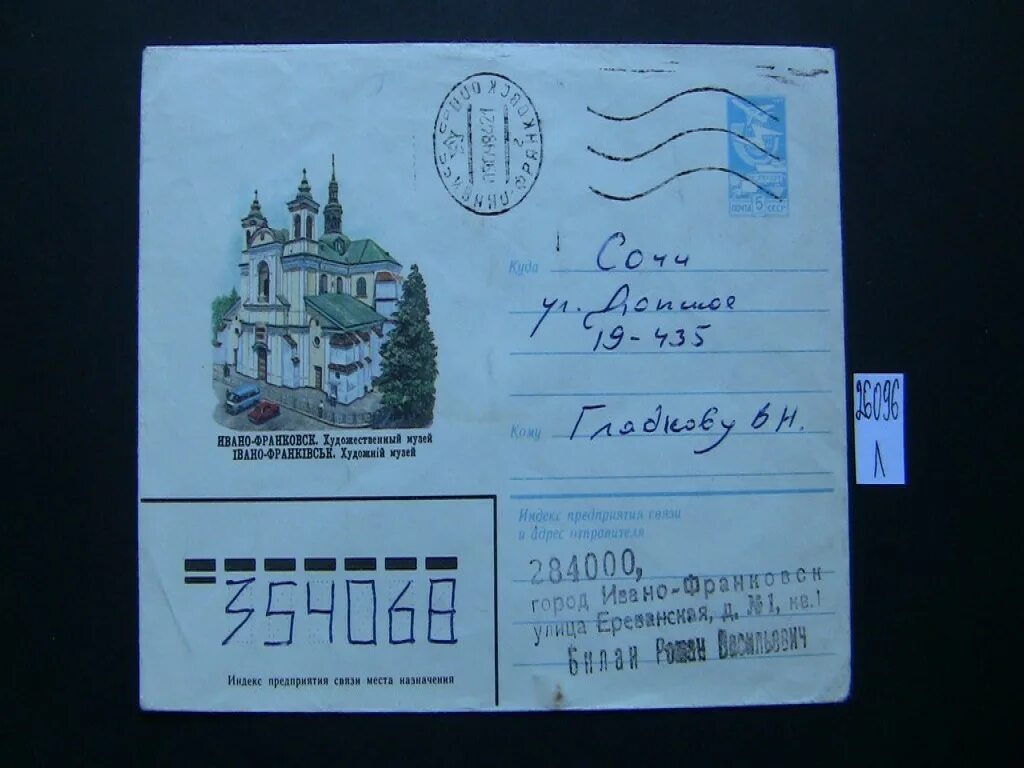 ПОЧТА 5 СССР
Куда Сочи
ул. Донская
19-435
Кому Гладкову В Н.
26096
Л
ИВАНО-ФРАНКОВСК. Художественный музей
ІВАНО-ФРАНКІВСЬК. Художній музей
Индекс предприятия связи
и адрес отправителя
284000,
город Ивано-Франковск
улица Ереванская, д. №1, кв.1
Билан Роман Васильевич
354068
Индекс предприятия связи места назначения